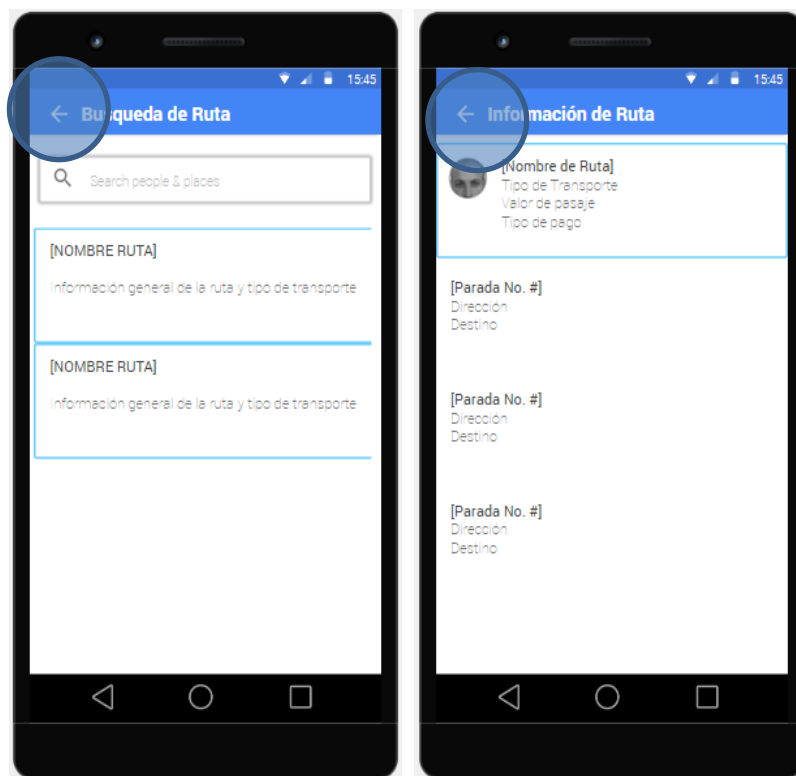 15:45
Busqueda de Ruta
Search people & places
[NOMBRE RUTA]
Información general de la ruta y tipo de transporte
[NOMBRE RUTA]
Información general de la ruta y tipo de transporte
15:45
Información de Ruta
[Nombre de Ruta]
Tipo de Transporte
Valor de pasaje
Tipo de pago
[Parada No. #]
Dirección
Destino
[Parada No. #]
Dirección
Destino
[Parada No. #]
Dirección
Destino